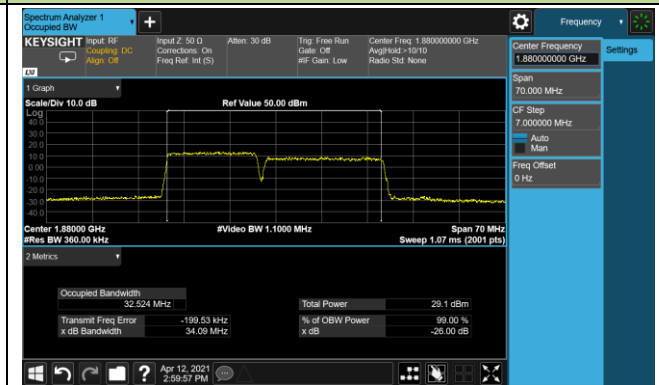 Spectrum Analyzer 1
Occupied BW
+
Frequency
KEYSIGHT Input: RF
Coupling: DC
Align: Off
Input Z: 50 Ω
Corrections: On
Freq Ref: Int (S)
Atten: 30 dB
Trig: Free Run
Gate: Off
#IF Gain: Low
Center Freq: 1.880000000 GHz
Avg|Hold:>10/10
Radio Std: None
LXI
Center Frequency
1.880000000 GHz
Settings
Span
70.000 MHz
CF Step
7.000000 MHz
Auto
Man
Freq Offset
0 Hz
1 Graph
Scale/Div 10.0 dB
Ref Value 50.00 dBm
Log
40.0
30.0
20.0
10.0
0.00
-10.0
-20.0
-30.0
-40.0
Center 1.88000 GHz
#Video BW 1.1000 MHz
Span 70 MHz
#Res BW 360.00 kHz
Sweep 1.07 ms (2001 pts)
2 Metrics
Occupied Bandwidth
32.524 MHz
Total Power 29.1 dBm
Transmit Freq Error -199.53 kHz
% of OBW Power 99.00 %
x dB Bandwidth 34.09 MHz
x dB -26.00 dB
?
Apr 12, 2021
2:59:57 PM